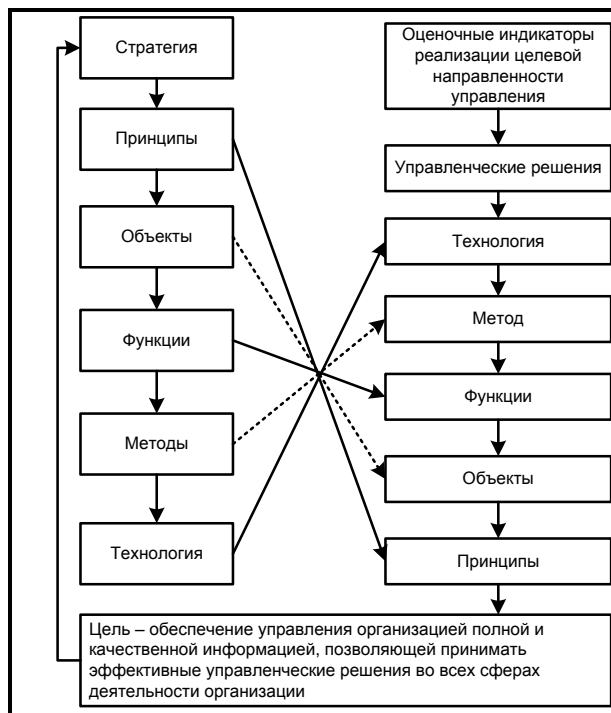 Стратегия
Принципы
Объекты
Функции
Методы
Технология
Оценочные индикаторы
реализации целевой
направленности
управления
Управленческие решения
Технология
Метод
Функции
Объекты
Принципы
Цель – обеспечение управления организацией полной и
качественной информацией, позволяющей принимать
эффективные управленческие решения во всех сферах
деятельности организации